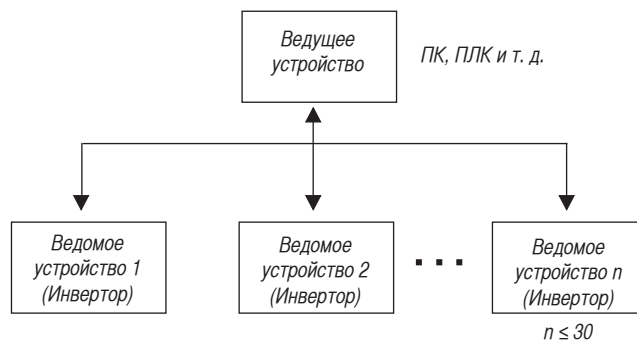 Ведущее
устройство
ПК, ПЛК и т. д.
Ведомое
устройство 1
(Инвертор)
Ведомое
устройство 2
(Инвертор)
Ведомое
устройство n
(Инвертор)
n ≤ 30